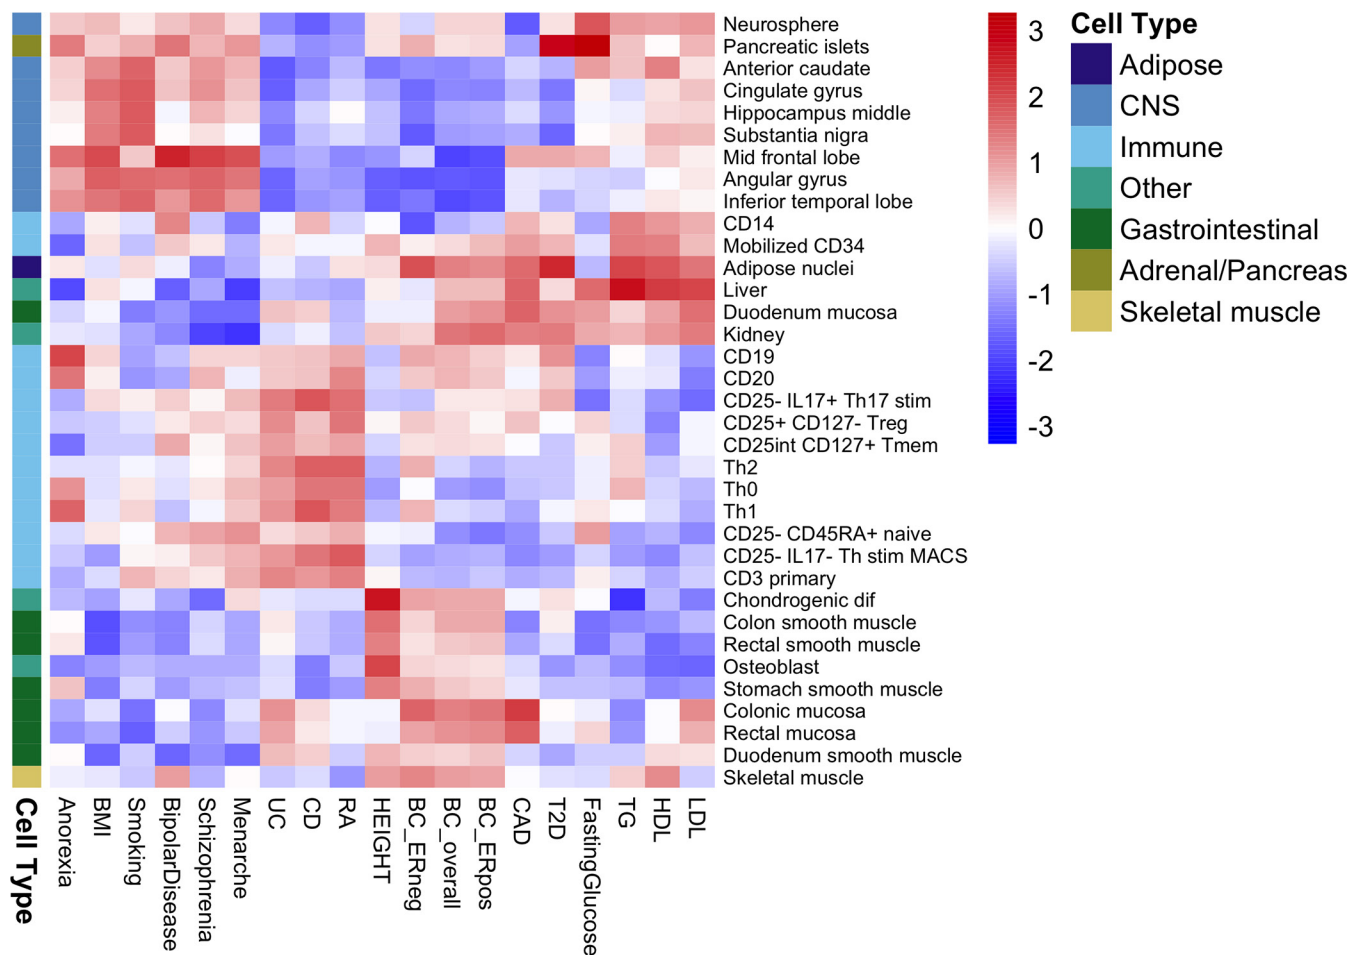 Neurosphere
Pancreatic islets
Anterior caudate
Cingulate gyrus
Hippocampus middle
Substantia nigra
Mid frontal lobe
Angular gyrus
Inferior temporal lobe
CD14
Mobilized CD34
Adipose nuclei
Liver
Duodenum mucosa
Kidney
CD19
CD20
CD25- IL17+ Th17 stim
CD25+ CD127- Treg
CD25int CD127+ Tmem
Th2
Th0
Th1
CD25- CD45RA+ naive
CD25- IL17- Th stim MACS
CD3 primary
Chondrogenic dif
Colon smooth muscle
Rectal smooth muscle
Osteoblast
Stomach smooth muscle
Colonic mucosa
Rectal mucosa
Duodenum smooth muscle
Skeletal muscle
3
2
1
0
-1
-2
-3
Cell Type
Adipose
CNS
Immune
Other
Gastrointestinal
Adrenal/Pancreas
Skeletal muscle
Cell Type
Anorexia
BMI
Smoking
BipolarDisease
Schizophrenia
Menarche
UC
CD
RA
HEIGHT
BC_ERneg
BC_overall
BC_ERpos
CAD
T2D
FastingGlucose
TG
HDL
LDL